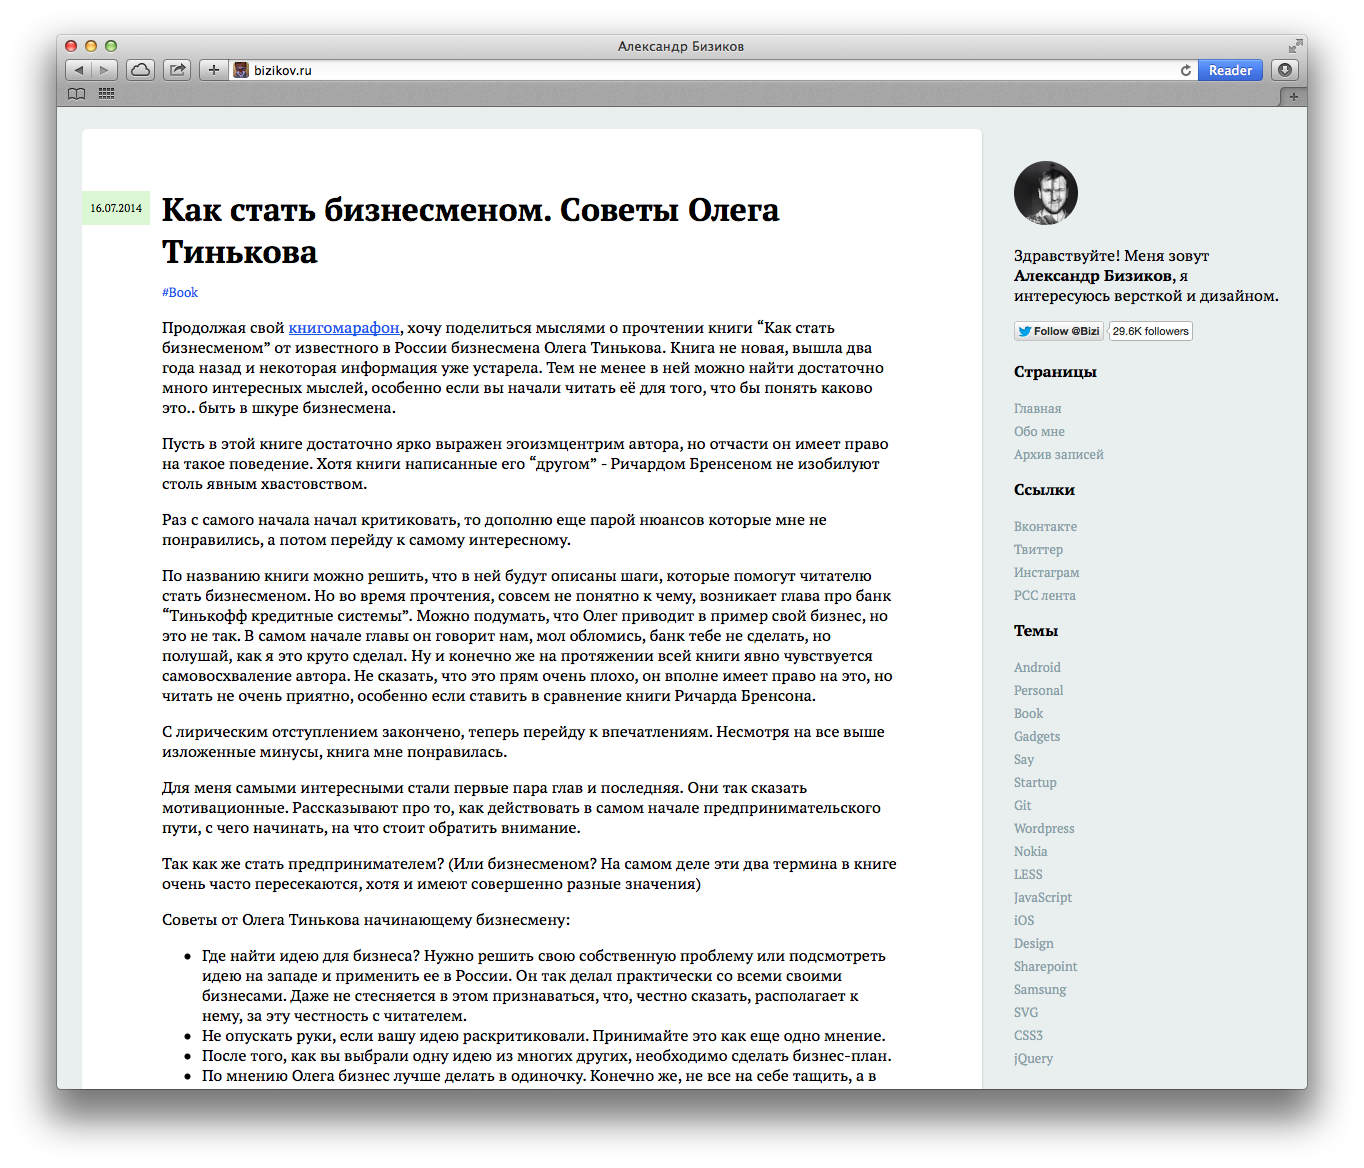 Александр Бизиков
bizikov.ru
Reader
16.07.2014
Как стать бизнесменом. Советы Олега
Тинькова
#Book
Продолжая свой книгомарафон, хочу поделиться мыслями о прочтении книги “Как стать
бизнесменом” от известного в России бизнесмена Олега Тинькова. Книга не новая, вышла два
года назад и некоторая информация уже устарела. Тем не менее в ней можно найти достаточно
много интересных мыслей, особенно если вы начали читать её для того, что бы понять каково
это.. быть в шкуре бизнесмена.
Пусть в этой книге достаточно ярко выражен эгоизмцентрим автора, но отчасти он имеет право
на такое поведение. Хотя книги написанные его “другом” - Ричардом Бренсеном не изобилуют
столь явным хвастовством.
Раз с самого начала начал критиковать, то дополню еще парой нюансов которые мне не
понравились, а потом перейду к самому интересному.
По названию книги можно решить, что в ней будут описаны шаги, которые помогут читателю
стать бизнесменом. Но во время прочтения, совсем не понятно к чему, возникает глава про банк
“Тинькофф кредитные системы”. Можно подумать, что Олег приводит в пример свой бизнес, но
это не так. В самом начале главы он говорит нам, мол обломись, банк тебе не сделать, но
полушай, как я это круто сделал. Ну и конечно же на протяжении всей книги явно чувствуется
самовосхваление автора. Не сказать, что это прям очень плохо, он вполне имеет право на это, но
читать не очень приятно, особенно если ставить в сравнение книги Ричарда Бренсона.
С лирическим отступлением закончено, теперь перейду к впечатлениям. Несмотря на все выше
изложенные минусы, книга мне понравилась.
Для меня самыми интересными стали первые пара глав и последняя. Они так сказать
мотивационные. Рассказывают про то, как действовать в самом начале предпринимательского
пути, с чего начинать, на что стоит обратить внимание.
Так как же стать предпринимателем? (Или бизнесменом? На самом деле эти два термина в книге
очень часто пересекаются, хотя и имеют совершенно разные значения)
Советы от Олега Тинькова начинающему бизнесмену:
• Где найти идею для бизнеса? Нужно решить свою собственную проблему или подсмотреть
идею на западе и применить ее в России. Он так делал практически со всеми своими
бизнесами. Даже не стесняется в этом признаваться, что, честно сказать, располагает к
нему, за эту честность с читателем.
• Не опускать руки, если вашу идею раскритиковали. Принимайте это как еще одно мнение.
• После того, как вы выбрали одну идею из многих других, необходимо сделать бизнес-план.
• По мнению Олега бизнес лучше делать в одиночку. Конечно же, не все на себе тащить, а в
Здравствуйте! Меня зовут
Александр Бизиков, я
интересуюсь версткой и дизайном.
Follow @Bizi
29.6K followers
Страницы
Главная
Обо мне
Архив записей
Ссылки
Вконтакте
Твиттер
Инстаграм
РСС лента
Темы
Android
Personal
Book
Gadgets
Say
Startup
Git
Wordpress
Nokia
LESS
JavaScript
iOS
Design
Sharepoint
Samsung
SVG
CSS3
jQuery